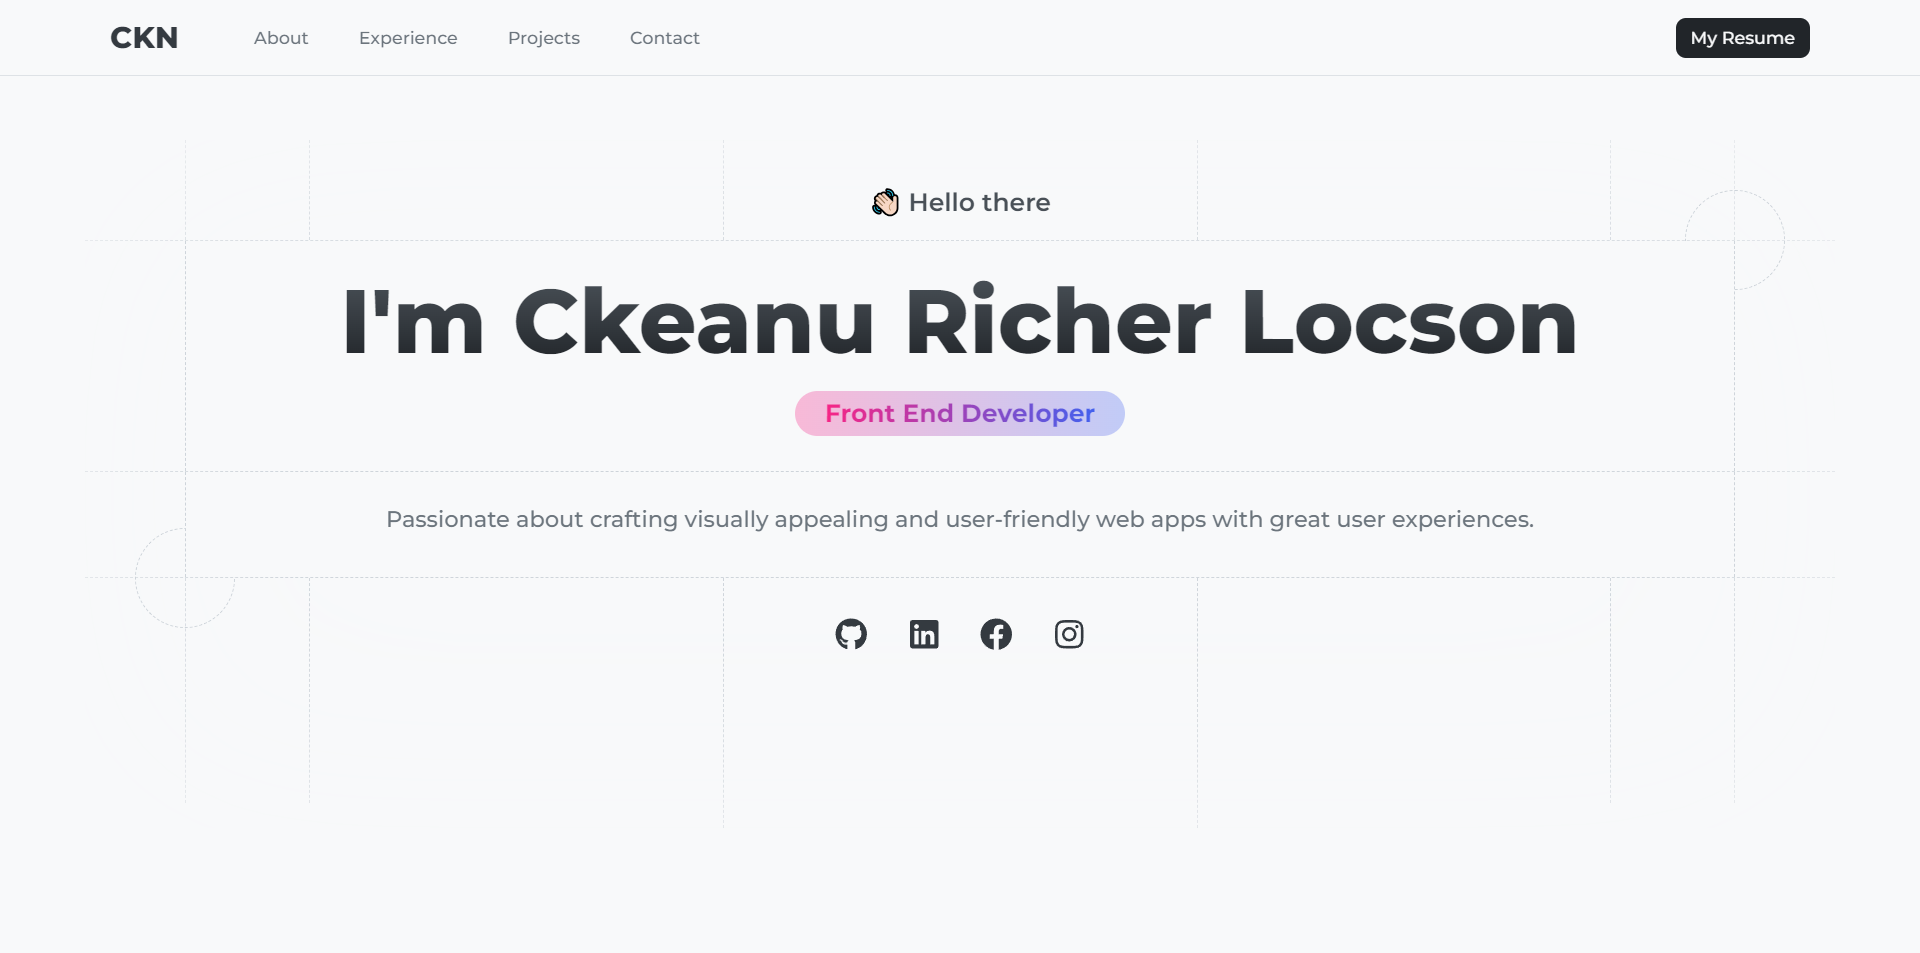 CKN
About
Experience
Projects
Contact
My Resume
👋🏻 Hello there
I'm Ckeanu Richer Locson
Front End Developer
Passionate about crafting visually appealing and user-friendly web apps with great user experiences.